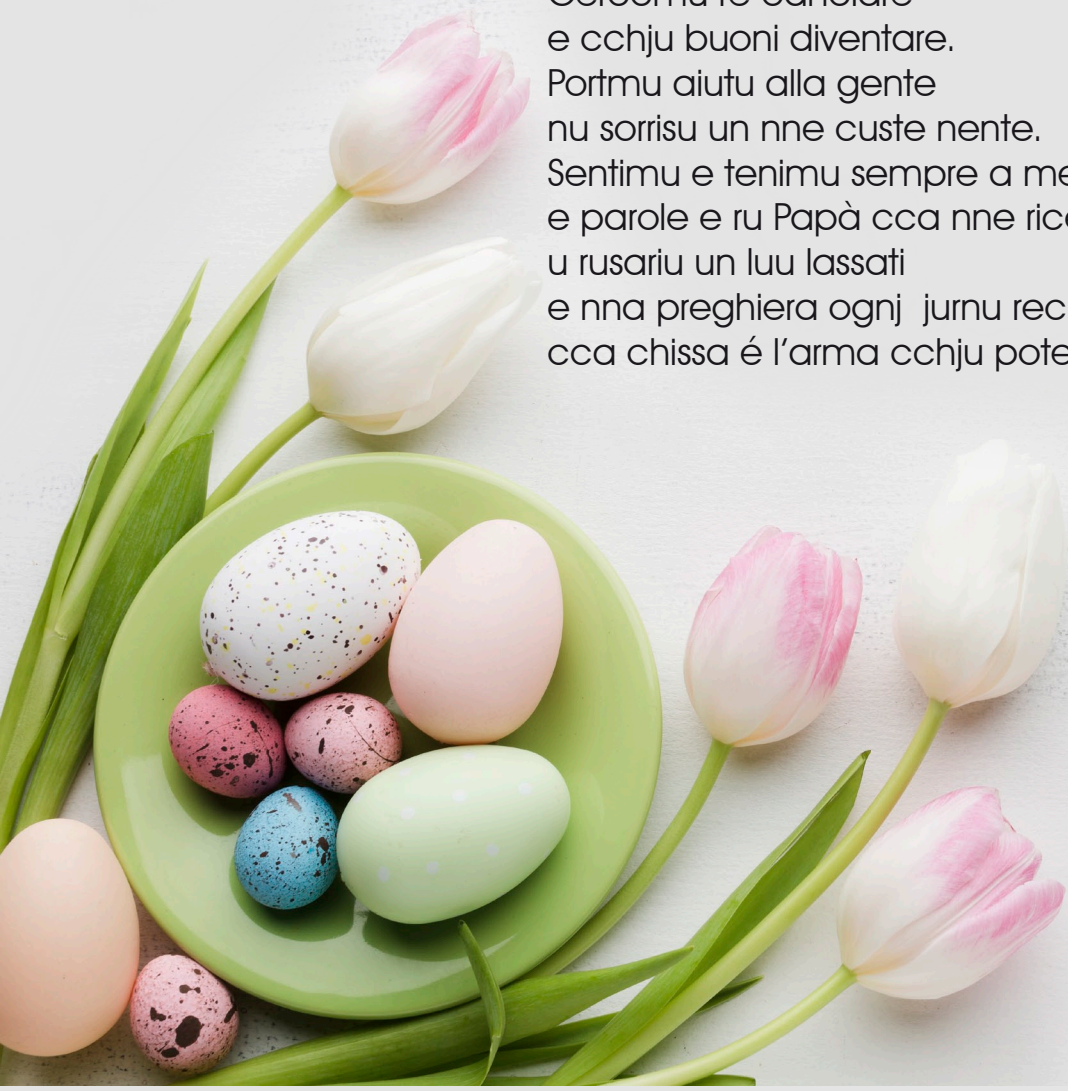 e cchju buoni diventare.
Portmu aiutu alla gente
nu sorrisu un nne custe nente.
Sentimu e tenimu sempre a
e parole e ru Papà cca nne
u rusariu un luu lassati
e nna preghiera ognj jurnu
cca chissa é l’arma cchju